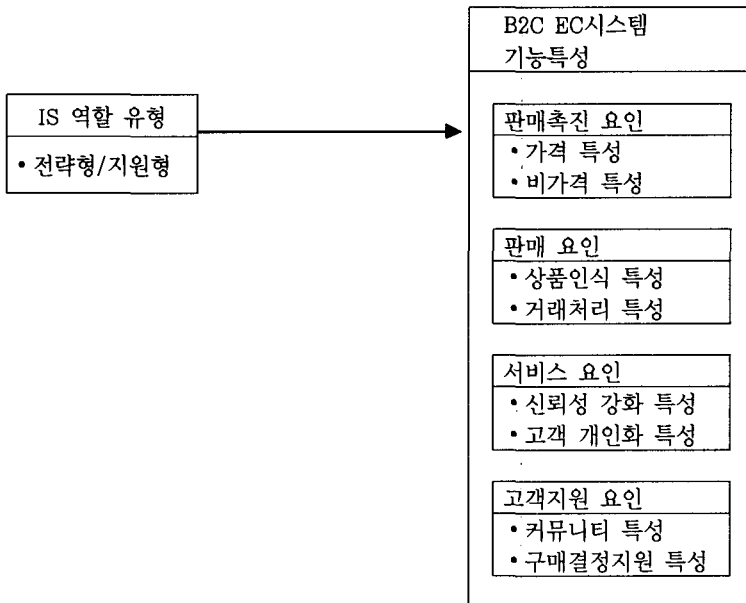 IS 역할 유형
• 전략형/지원형
B2C EC시스템
기능특성
판매촉진 요인
• 가격 특성
• 비가격 특성
판매 요인
• 상품인식 특성
• 거래처리 특성
서비스 요인
• 신뢰성 강화 특성
• 고객 개인화 특성
고객지원 요인
• 커뮤니티 특성
• 구매결정지원 특성